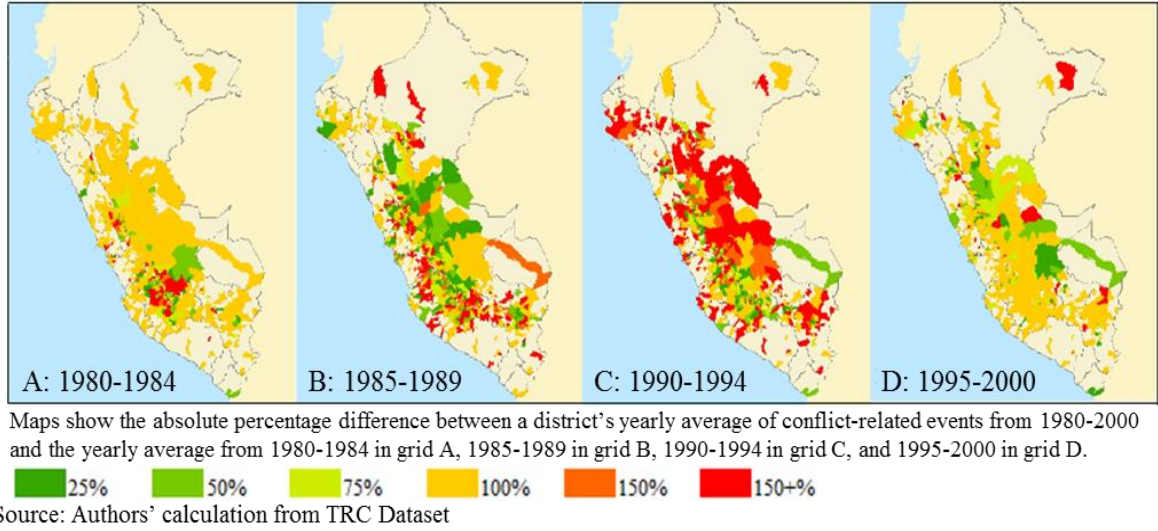 A: 1980-1984
B: 1985-1989
C: 1990-1994
D: 1995-2000
Maps show the absolute percentage difference between a district's yearly average of conflict-related events from 1980-2000
and the yearly average from 1980-1984 in grid A, 1985-1989 in grid B, 1990-1994 in grid C, and 1995-2000 in grid D.
25% 50% 75% 100% 150% 150+%
Source: Authors' calculation from TRC Dataset